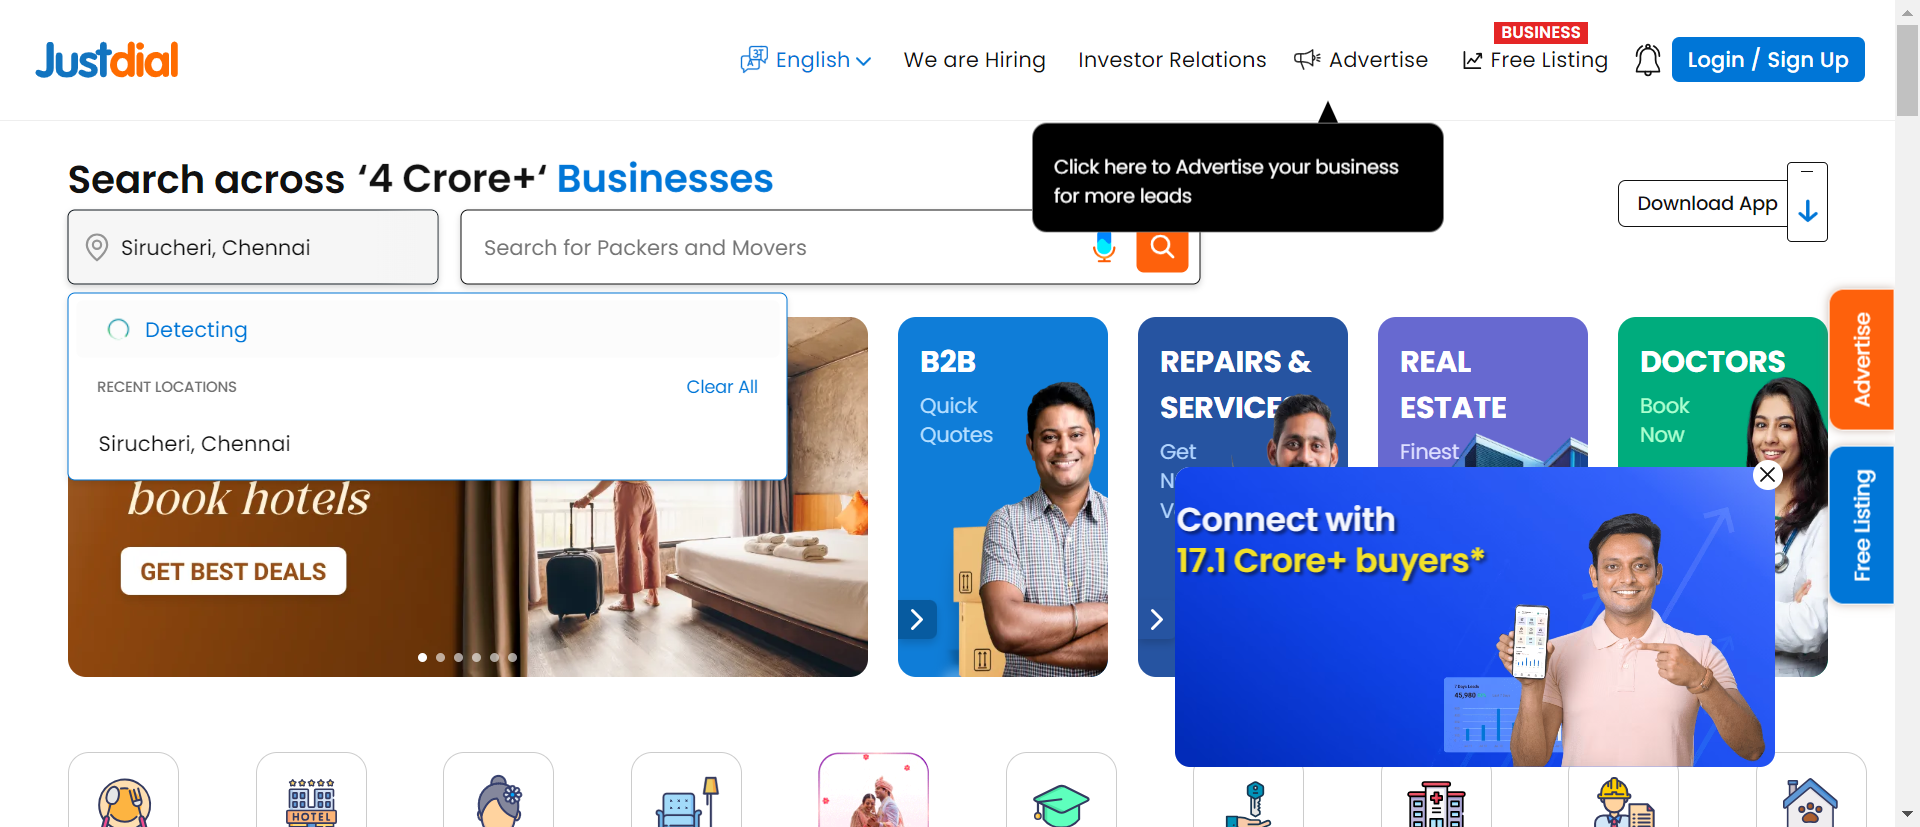 Justdial
English
We are Hiring
Investor Relations
Advertise
BUSINESS
Free Listing
Login / Sign Up
Click here to Advertise your business
for more leads
Search across ‘4 Crore+‘ Businesses
Download App
Sirucheri, Chennai
Search for Packers and Movers
Detecting
RECENT LOCATIONS
Clear All
Sirucheri, Chennai
book hotels
GET BEST DEALS
B2B
Quick
Quotes
REPAIRS &
SERVICES
Get
REAL
ESTATE
Finest
DOCTORS
Book
Now
Advertise
Free Listing
Connect with
17.1 Crore+ buyers*
45,980
HOTEL